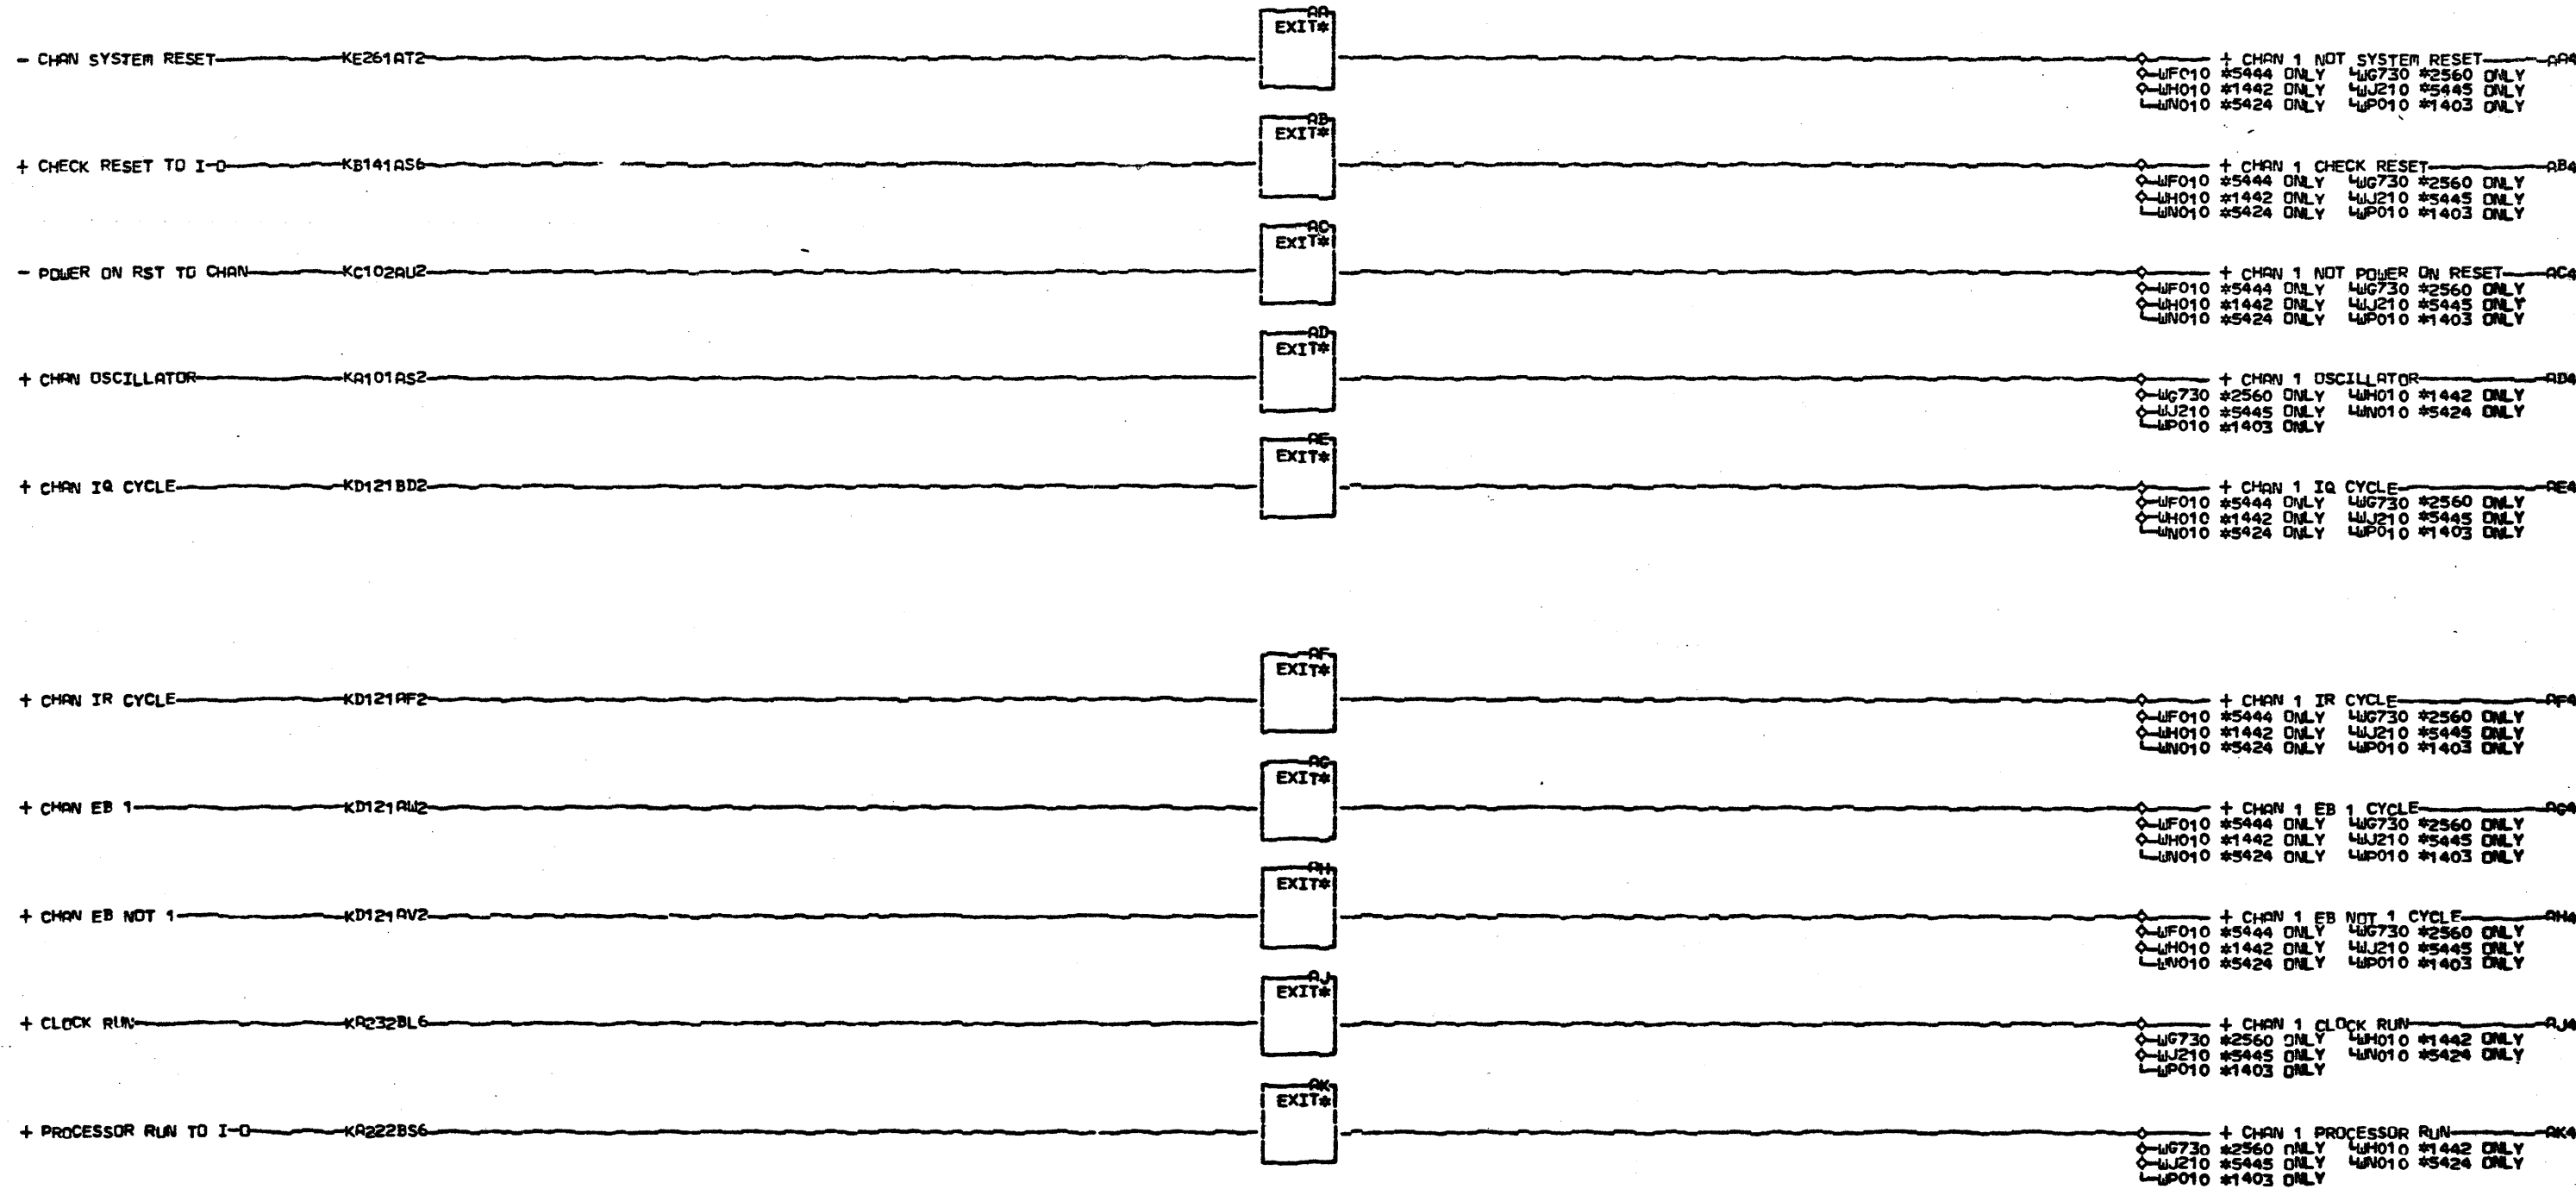 AA
EXIT*
- CHAN SYSTEM RESET KE261AT2 + CHAN 1 NOT SYSTEM RESET AA4
WF010 *5444 ONLY WG730 *2560 ONLY
WH010 *1442 ONLY WJ210 *5445 ONLY
WN010 *5424 ONLY WP010 *1403 ONLY
AB
EXIT*
+ CHECK RESET TO I-O KB141AS6 + CHAN 1 CHECK RESET AB4
WF010 *5444 ONLY WG730 *2560 ONLY
WH010 *1442 ONLY WJ210 *5445 ONLY
WN010 *5424 ONLY WP010 *1403 ONLY
AC
EXIT*
- POWER ON RST TO CHAN KC102AU2 + CHAN 1 NOT POWER ON RESET AC4
WF010 *5444 ONLY WG730 *2560 ONLY
WH010 *1442 ONLY WJ210 *5445 ONLY
WN010 *5424 ONLY WP010 *1403 ONLY
AD
EXIT*
+ CHAN OSCILLATOR KA101AS2 + CHAN 1 OSCILLATOR AD4
WG730 *2560 ONLY WH010 *1442 ONLY
WJ210 *5445 ONLY WN010 *5424 ONLY
WP010 *1403 ONLY
AE
EXIT*
+ CHAN IQ CYCLE KD121BD2 + CHAN 1 IQ CYCLE AE4
WF010 *5444 ONLY WG730 *2560 ONLY
WH010 *1442 ONLY WJ210 *5445 ONLY
WN010 *5424 ONLY WP010 *1403 ONLY
AF
EXIT*
+ CHAN IR CYCLE KD121AF2 + CHAN 1 IR CYCLE AF4
WF010 *5444 ONLY WG730 *2560 ONLY
WH010 *1442 ONLY WJ210 *5445 ONLY
WN010 *5424 ONLY WP010 *1403 ONLY
AG
EXIT*
+ CHAN EB 1 KD121AW2 + CHAN 1 EB 1 CYCLE AG4
WF010 *5444 ONLY WG730 *2560 ONLY
WH010 *1442 ONLY WJ210 *5445 ONLY
WN010 *5424 ONLY WP010 *1403 ONLY
AH
EXIT*
+ CHAN EB NOT 1 KD121AV2 + CHAN 1 EB NOT 1 CYCLE AH4
WF010 *5444 ONLY WG730 *2560 ONLY
WH010 *1442 ONLY WJ210 *5445 ONLY
WN010 *5424 ONLY WP010 *1403 ONLY
AJ
EXIT*
+ CLOCK RUN KA232BL6 + CHAN 1 CLOCK RUN AJ4
WG730 *2560 ONLY WH010 *1442 ONLY
WJ210 *5445 ONLY WN010 *5424 ONLY
WP010 *1403 ONLY
AK
EXIT*
+ PROCESSOR RUN TO I-O KA222BS6 + CHAN 1 PROCESSOR RUN AK4
WG730 *2560 ONLY WH010 *1442 ONLY
WJ210 *5445 ONLY WN010 *5424 ONLY
WP010 *1403 ONLY